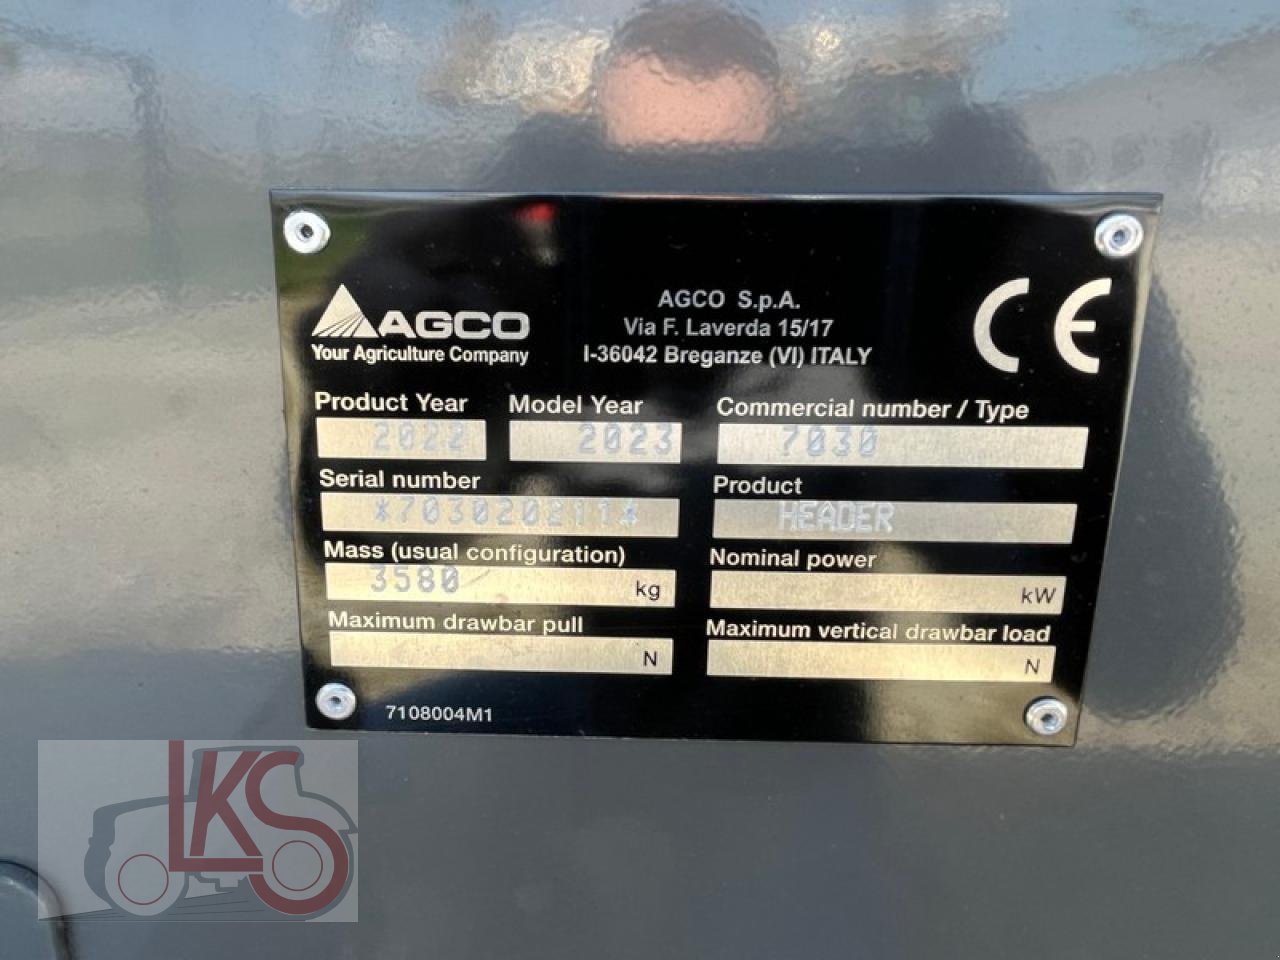 AGCO
Your Agriculture Company
AGCO S.p.A.
Via F. Laverda 15/17
I-36042 Breganze (VI) ITALY
CE
Product Year
2022
Model Year
2023
Commercial number / Type
7030
Serial number
*703020211*
Product
HEADER
Mass (usual configuration)
3580 kg
Nominal power
kW
Maximum drawbar pull
N
Maximum vertical drawbar load
N
7108004M1
LKS